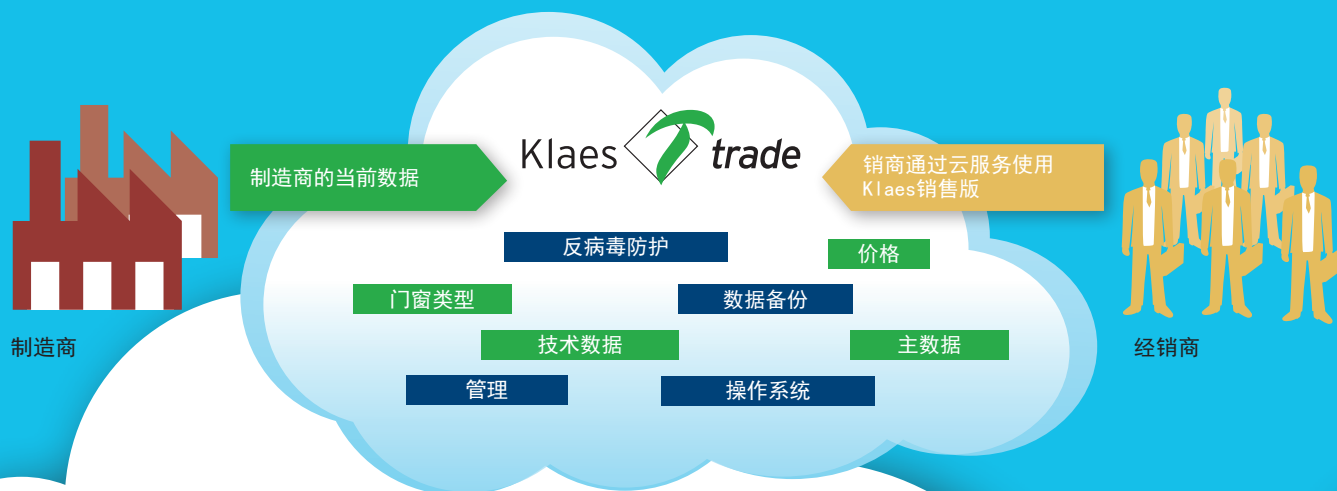 Klaes trade
制造商的当前数据
销商通过云服务使用
Klaes销售版
反病毒防护
价格
门窗类型
数据备份
技术数据
主数据
制造商
经销商
管理
操作系统